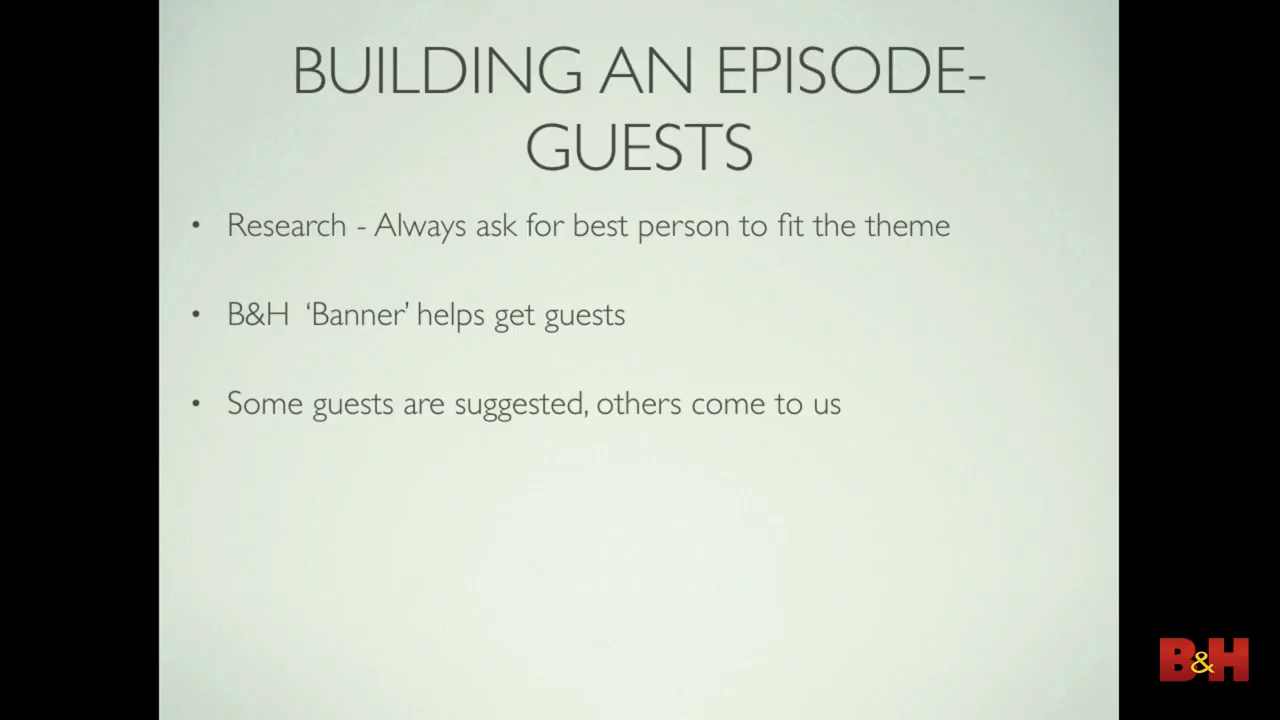 BUILDING AN EPISODE-
GUESTS
• Research - Always ask for best person to fit the theme
• B&H ‘Banner’ helps get guests
• Some guests are suggested, others come to us
B&H